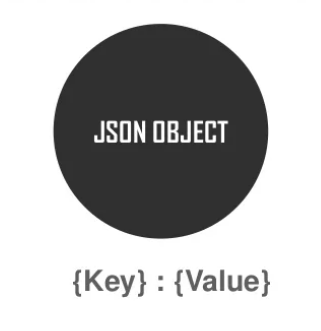 JSON OBJECT
{Key} : {Value}